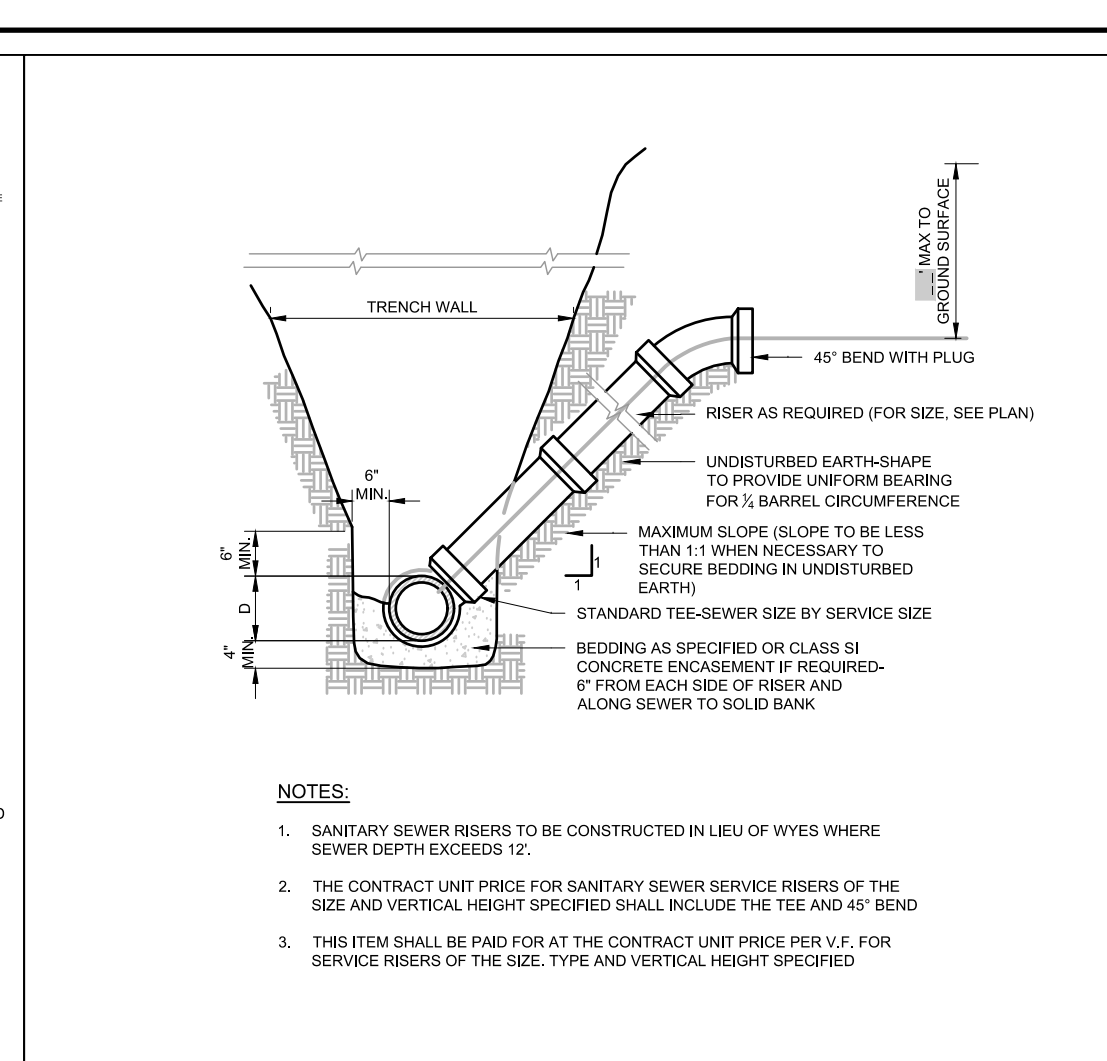 __' MAX TO
GROUND SURFACE
TRENCH WALL
45° BEND WITH PLUG
RISER AS REQUIRED (FOR SIZE, SEE PLAN)
UNDISTURBED EARTH-SHAPE
TO PROVIDE UNIFORM BEARING
FOR ¼ BARREL CIRCUMFERENCE
6"
MIN.
MAXIMUM SLOPE (SLOPE TO BE LESS
THAN 1:1 WHEN NECESSARY TO
SECURE BEDDING IN UNDISTURBED
EARTH)
1
1
6"
MIN.
D
4"
MIN.
STANDARD TEE-SEWER SIZE BY SERVICE SIZE
BEDDING AS SPECIFIED OR CLASS SI
CONCRETE ENCASEMENT IF REQUIRED-
6" FROM EACH SIDE OF RISER AND
ALONG SEWER TO SOLID BANK
NOTES:
1. SANITARY SEWER RISERS TO BE CONSTRUCTED IN LIEU OF WYES WHERE
SEWER DEPTH EXCEEDS 12'.
2. THE CONTRACT UNIT PRICE FOR SANITARY SEWER SERVICE RISERS OF THE
SIZE AND VERTICAL HEIGHT SPECIFIED SHALL INCLUDE THE TEE AND 45° BEND
3. THIS ITEM SHALL BE PAID FOR AT THE CONTRACT UNIT PRICE PER V.F. FOR
SERVICE RISERS OF THE SIZE. TYPE AND VERTICAL HEIGHT SPECIFIED